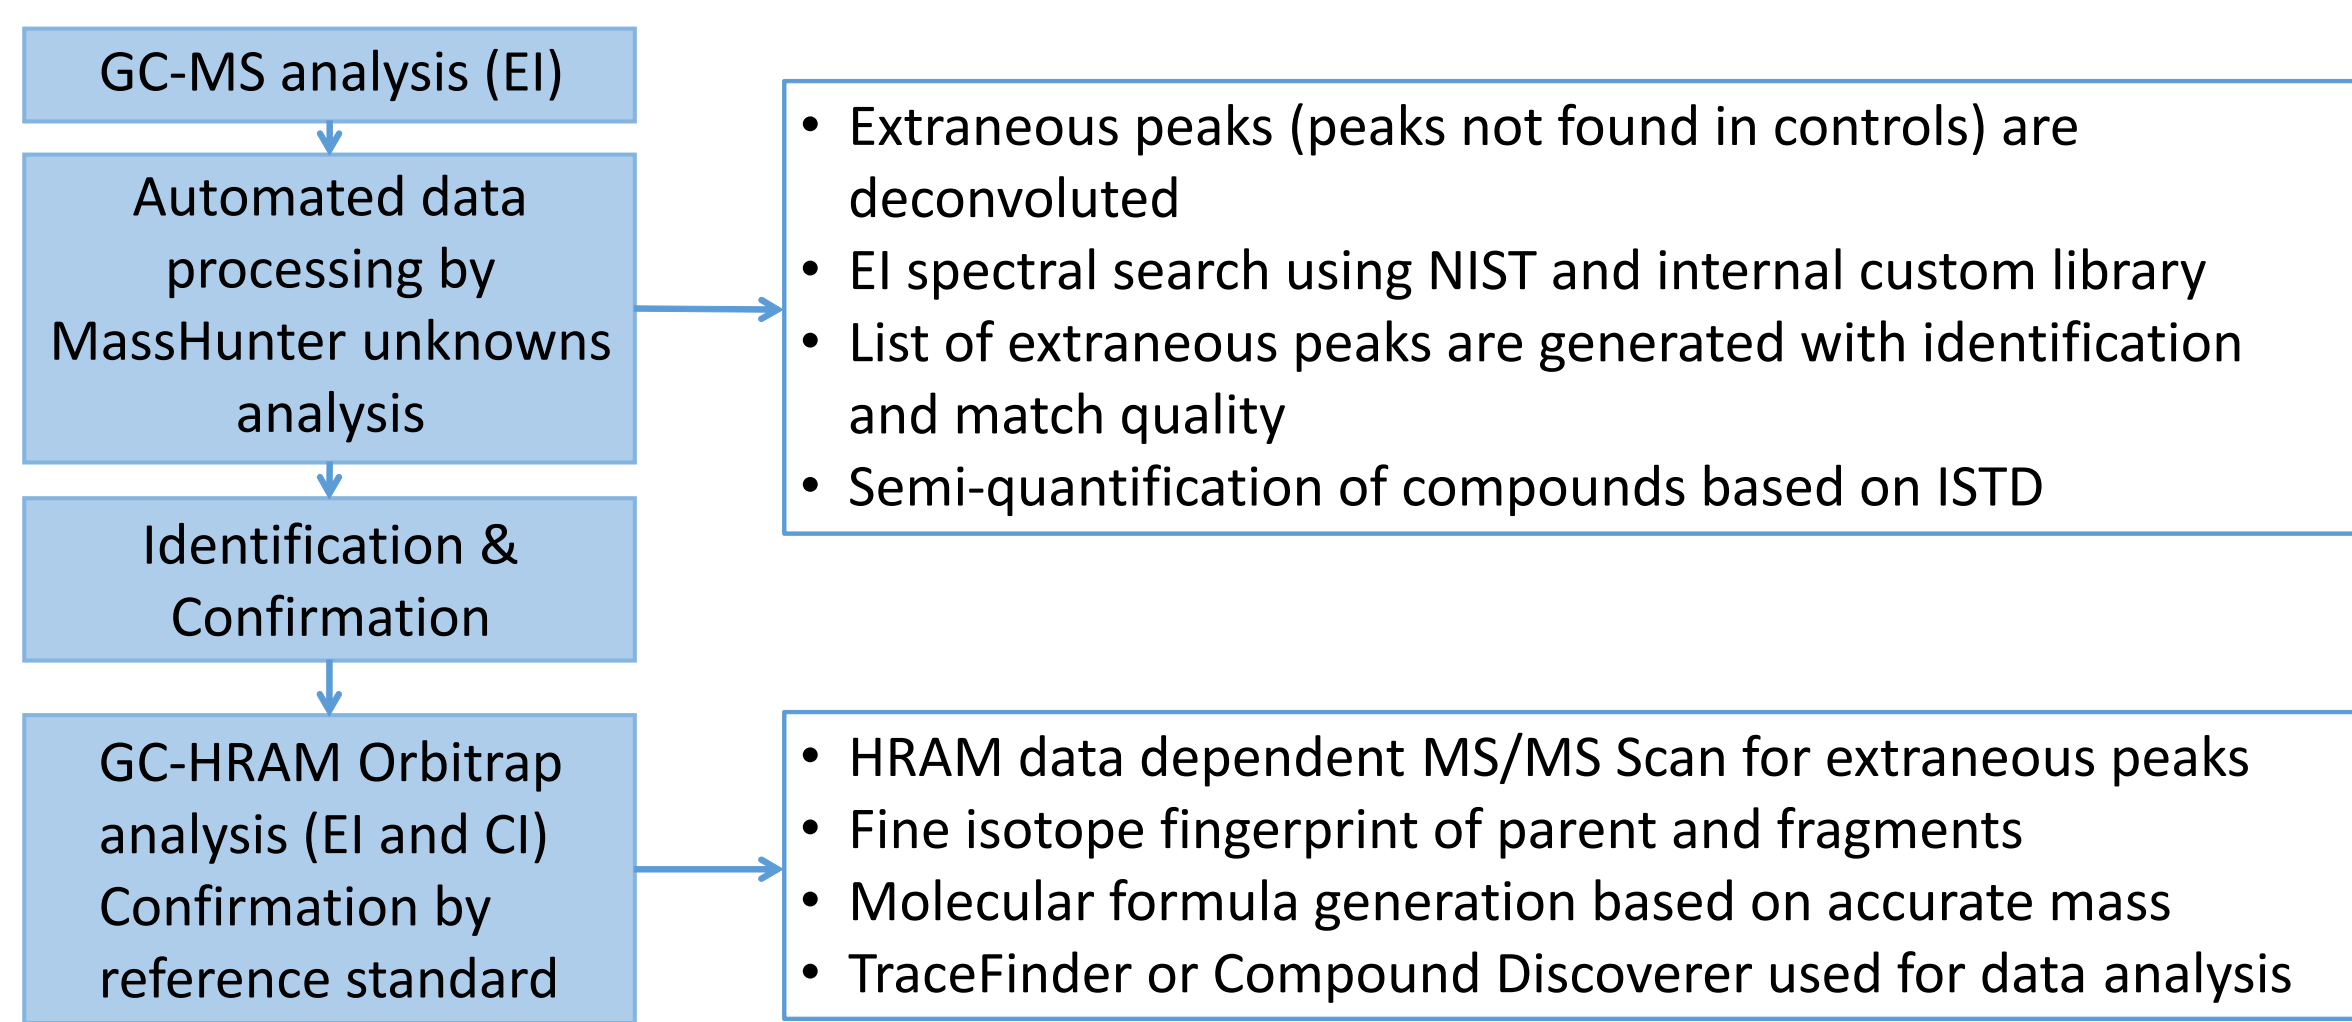 GC-MS analysis (EI)
Automated data
processing by
MassHunter unknowns
analysis
• Extraneous peaks (peaks not found in controls) are
deconvoluted
• EI spectral search using NIST and internal custom library
• List of extraneous peaks are generated with identification
and match quality
• Semi-quantification of compounds based on ISTD
Identification &
Confirmation
GC-HRAM Orbitrap
analysis (EI and CI)
Confirmation by
reference standard
• HRAM data dependent MS/MS Scan for extraneous peaks
• Fine isotope fingerprint of parent and fragments
• Molecular formula generation based on accurate mass
• TraceFinder or Compound Discoverer used for data analysis